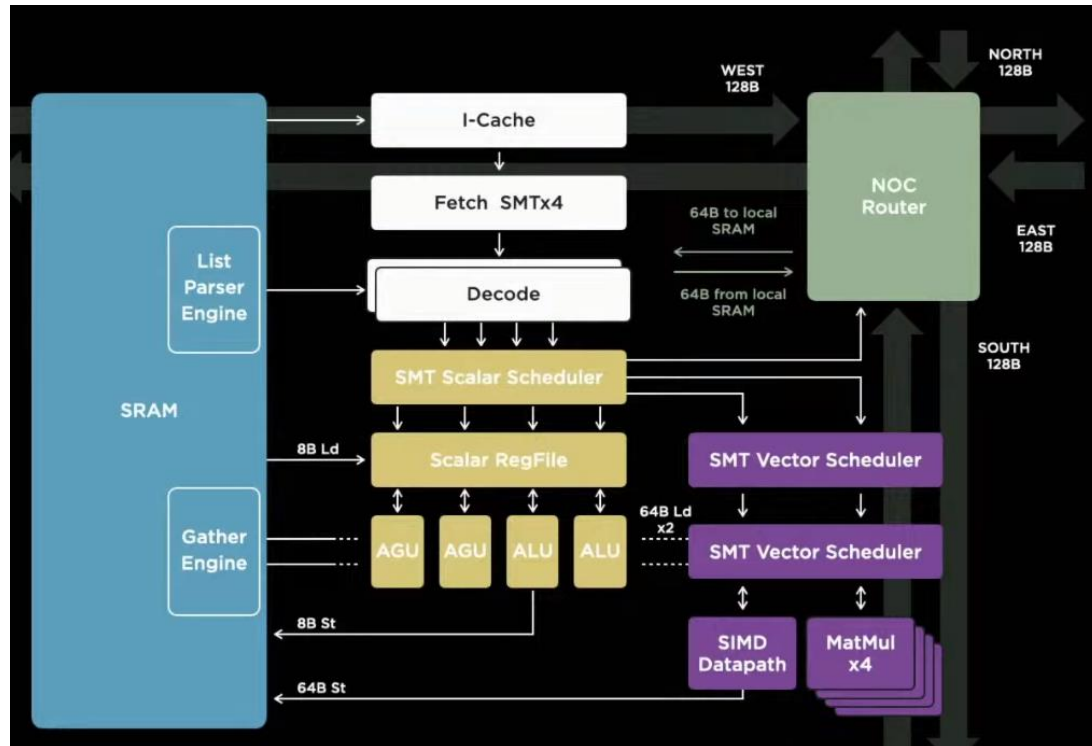 WEST
128B
NORTH
128B
I-Cache
NOC
Router
Fetch SMTx4
64B to local
SRAM
EAST
128B
List
Parser
Engine
Decode
64B from local
SRAM
SMT Scalar Scheduler
SOUTH
128B
SRAM
8B Ld
Scalar RegFile
SMT Vector Scheduler
Gather
Engine
AGU
AGU
ALU
ALU
64B Ld
x2
SMT Vector Scheduler
8B St
SIMD
Datapath
MatMul
x4
64B St